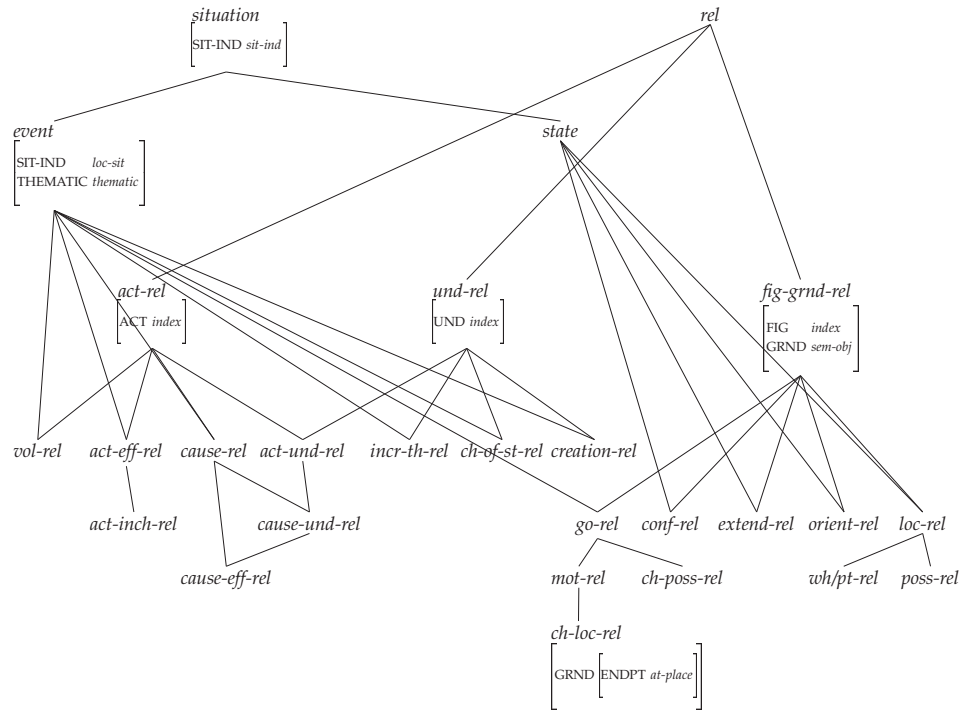 situation rel
SIT-IND sit-ind
event state
SIT-IND loc-sit
THEMATIC thematic
act-rel und-rel fig-grnd-rel
ACT index UND index FIG index
GRND sem-obj
vol-rel act-eff-rel cause-rel act-und-rel incr-th-rel ch-of-st-rel creation-rel
act-inch-rel cause-und-rel go-rel conf-rel extend-rel orient-rel loc-rel
cause-eff-rel mot-rel ch-poss-rel wh/pt-rel poss-rel
ch-loc-rel
GRND ENDPT at-place